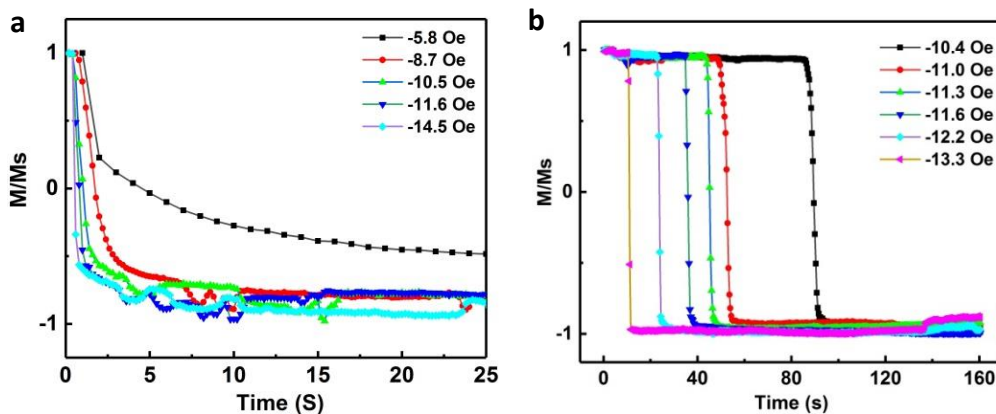 a
M/Ms
1
0
-1
-5.8 Oe
-8.7 Oe
-10.5 Oe
-11.6 Oe
-14.5 Oe
0 5 10 15 20 25
Time (S)
b
M/Ms
1
0
-1
-10.4 Oe
-11.0 Oe
-11.3 Oe
-11.6 Oe
-12.2 Oe
-13.3 Oe
0 40 80 120 160
Time (s)